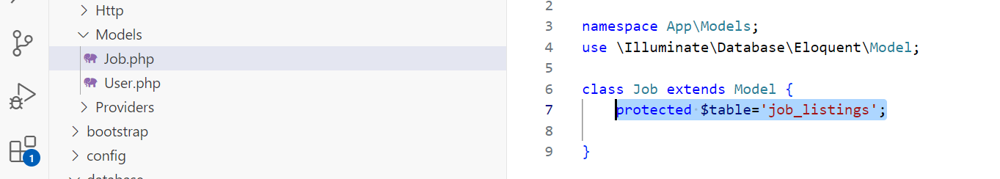 Http
Models
Job.php
User.php
Providers
bootstrap
config
database
1
2
3 namespace App\Models;
4 use \Illuminate\Database\Eloquent\Model;
5
6 class Job extends Model {
7 protected $table='job_listings';
8
9 }